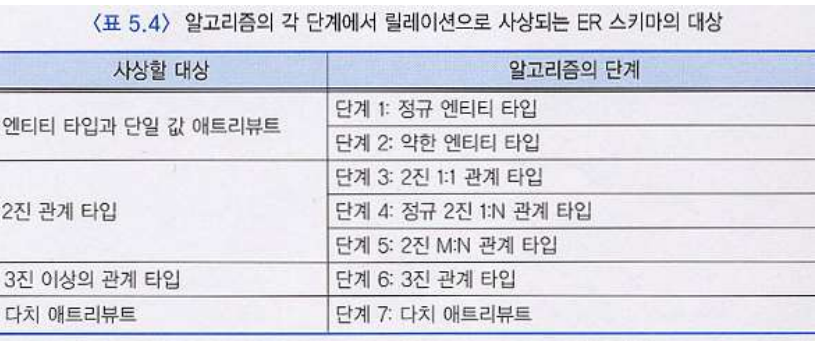 〈표 5.4〉 알고리즘의 각 단계에서 릴레이션으로 사상되는 ER 스키마의 대상
사상할 대상 알고리즘의 단계
엔티티 타입과 단일 값 애트리뷰트
단계 1: 정규 엔티티 타입
단계 2: 약한 엔티티 타입
2진 관계 타입
단계 3: 2진 1:1 관계 타입
단계 4: 정규 2진 1:N 관계 타입
단계 5: 2진 M:N 관계 타입
3진 이상의 관계 타입 단계 6: 3진 관계 타입
다치 애트리뷰트 단계 7: 다치 애트리뷰트